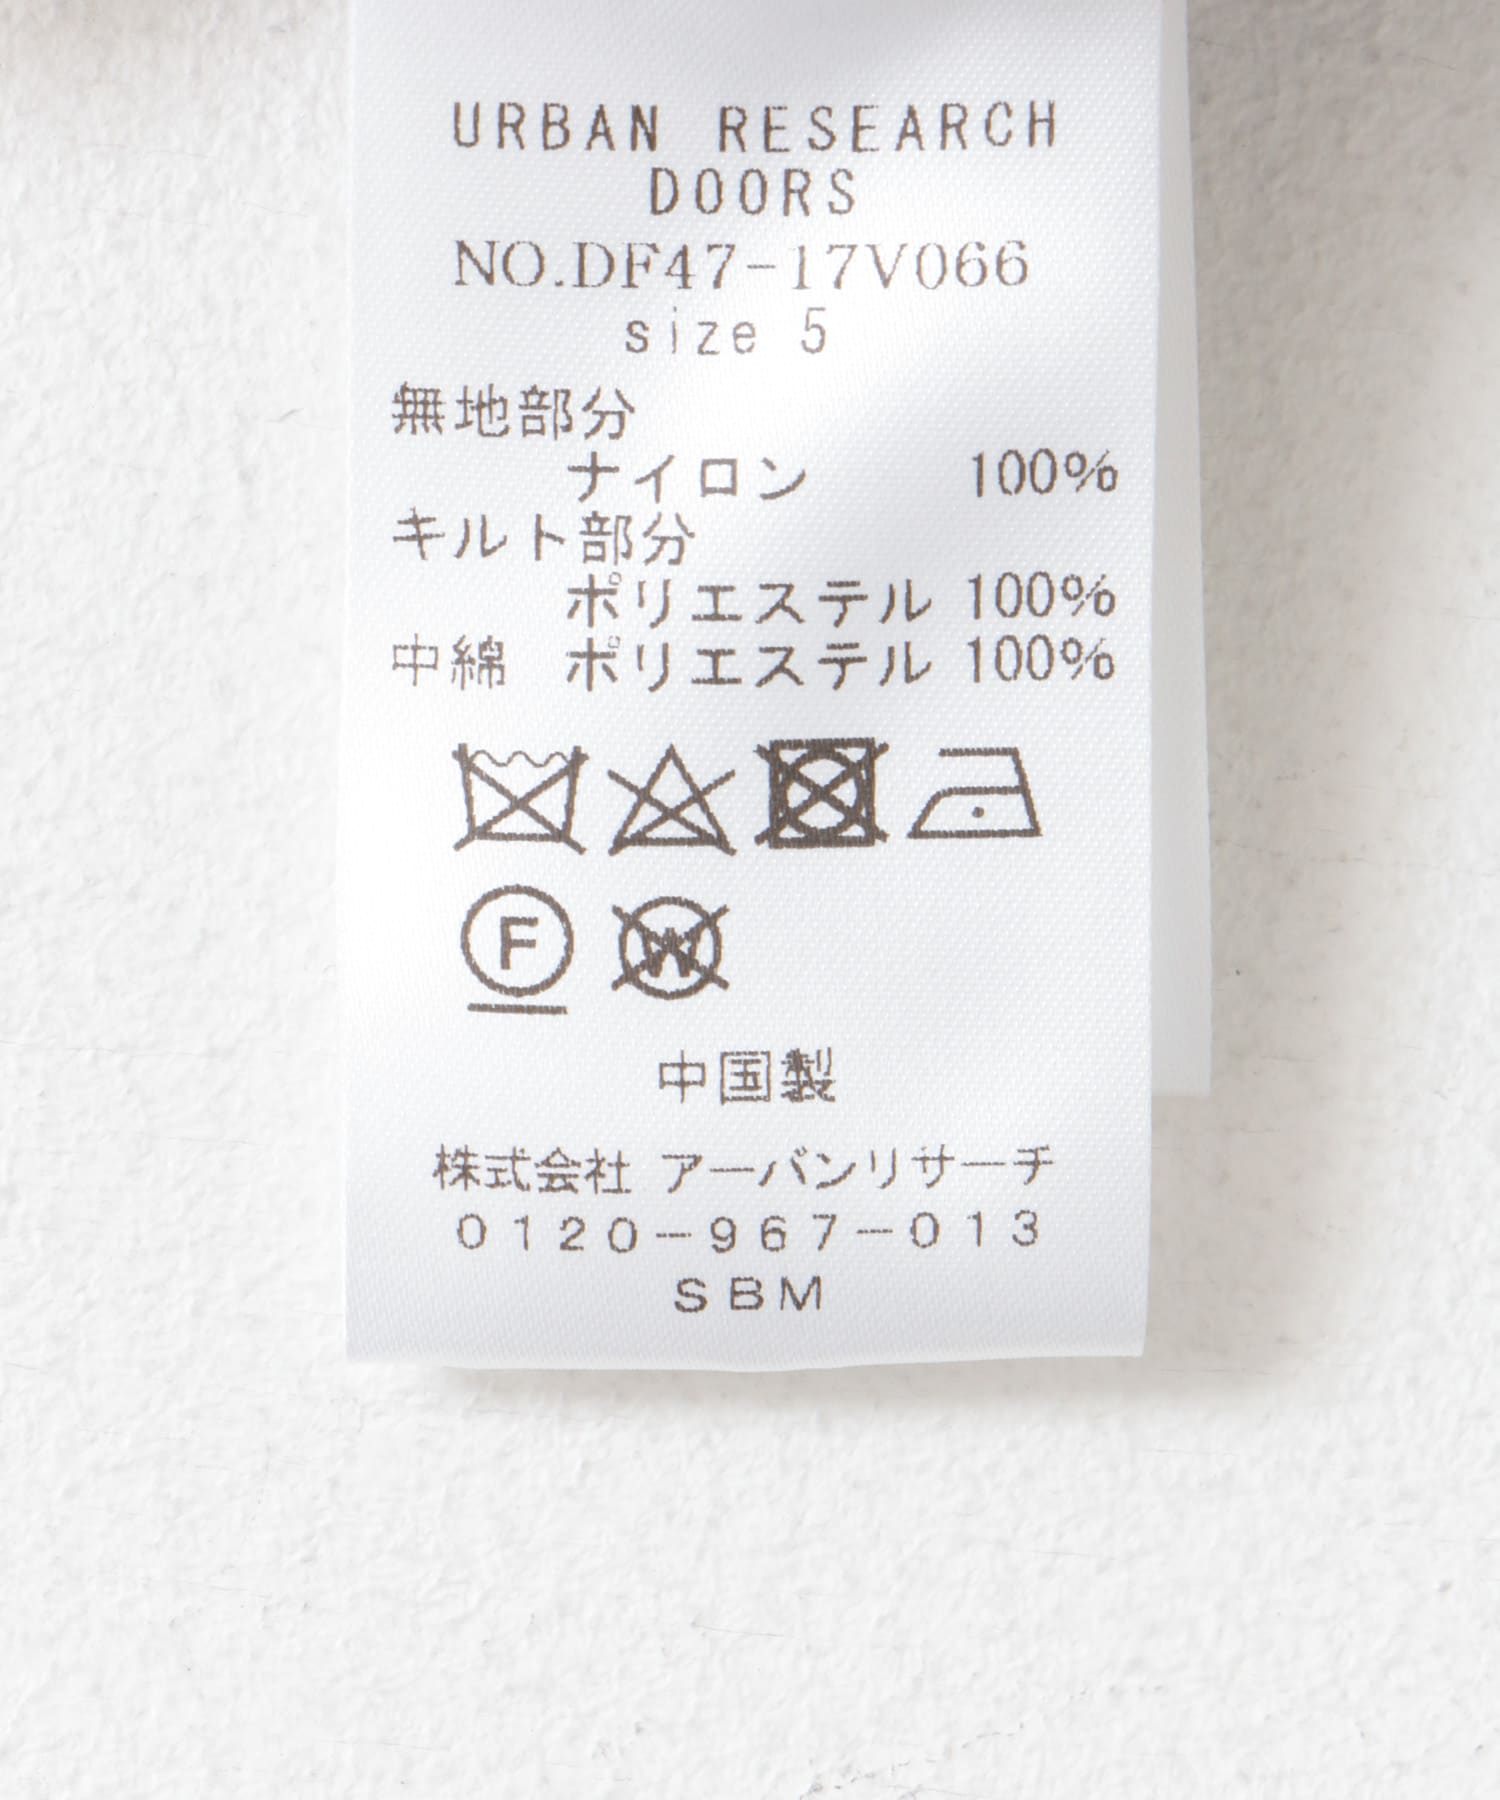 URBAN RESEARCH
DOORS
NO.DF47-17V066
size 5
無地部分
ナイロン 100%
キルト部分
ポリエステル 100%
中綿 ポリエステル 100%
F W
中国製
株式会社 アーバンリサーチ
0120-967-013
SBM